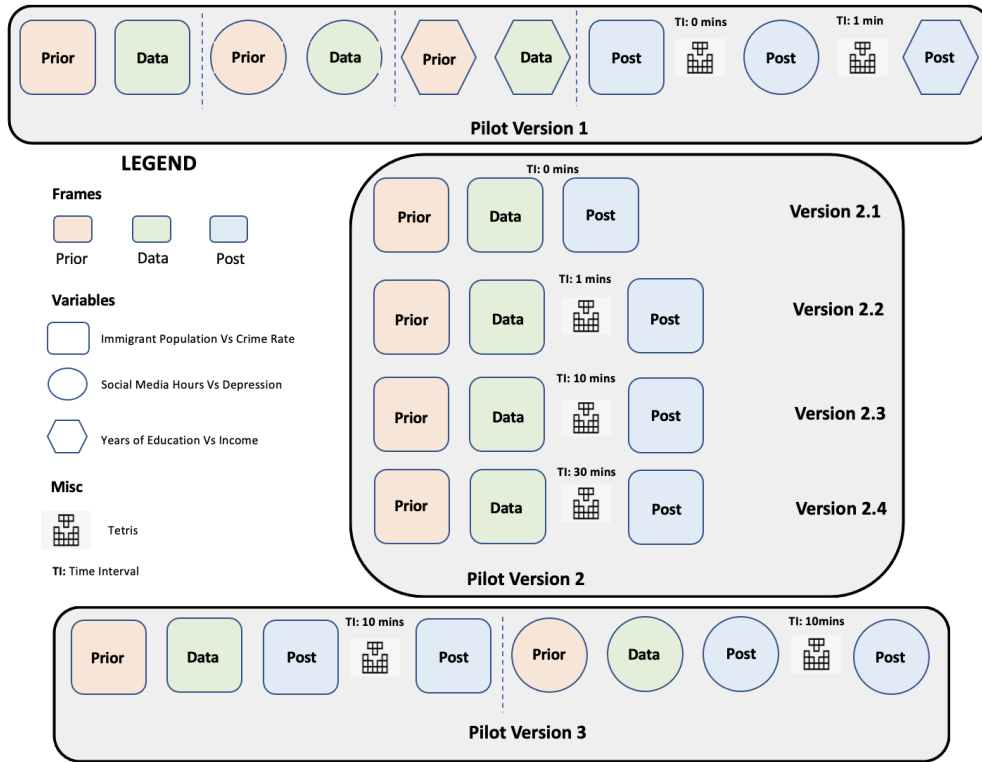 TI: 0 mins
TI: 1 min
Prior
Data
Prior
Data
Prior
Data
Post
Post
Post
Pilot Version 1
LEGEND
Frames
Prior
Data
Post
Variables
Immigrant Population Vs Crime Rate
Social Media Hours Vs Depression
Years of Education Vs Income
Misc
Tetris
TI: Time Interval
TI: 0 mins
Prior
Data
Post
Version 2.1
TI: 1 mins
Prior
Data
Post
Version 2.2
TI: 10 mins
Prior
Data
Post
Version 2.3
TI: 30 mins
Prior
Data
Post
Version 2.4
Pilot Version 2
TI: 10 mins
TI: 10mins
Prior
Data
Post
Post
Prior
Data
Post
Post
Pilot Version 3